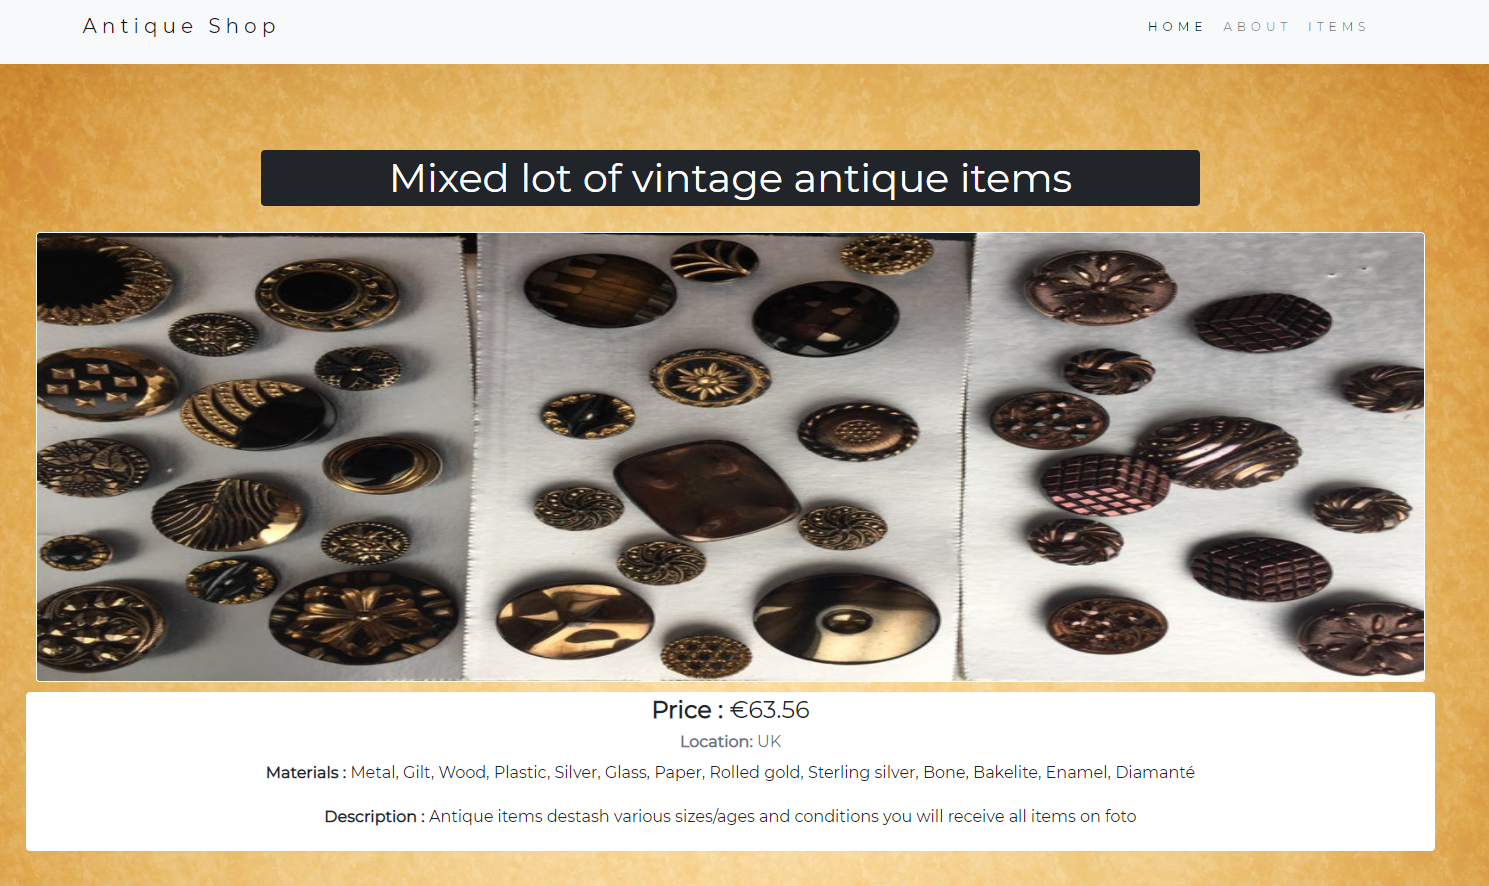 Antique Shop
HOME ABOUT ITEMS
Mixed lot of vintage antique items
Price : €63.56
Location: UK
Materials : Metal, Gilt, Wood, Plastic, Silver, Glass, Paper, Rolled gold, Sterling silver, Bone, Bakelite, Enamel, Diamanté
Description : Antique items destash various sizes/ages and conditions you will receive all items on foto